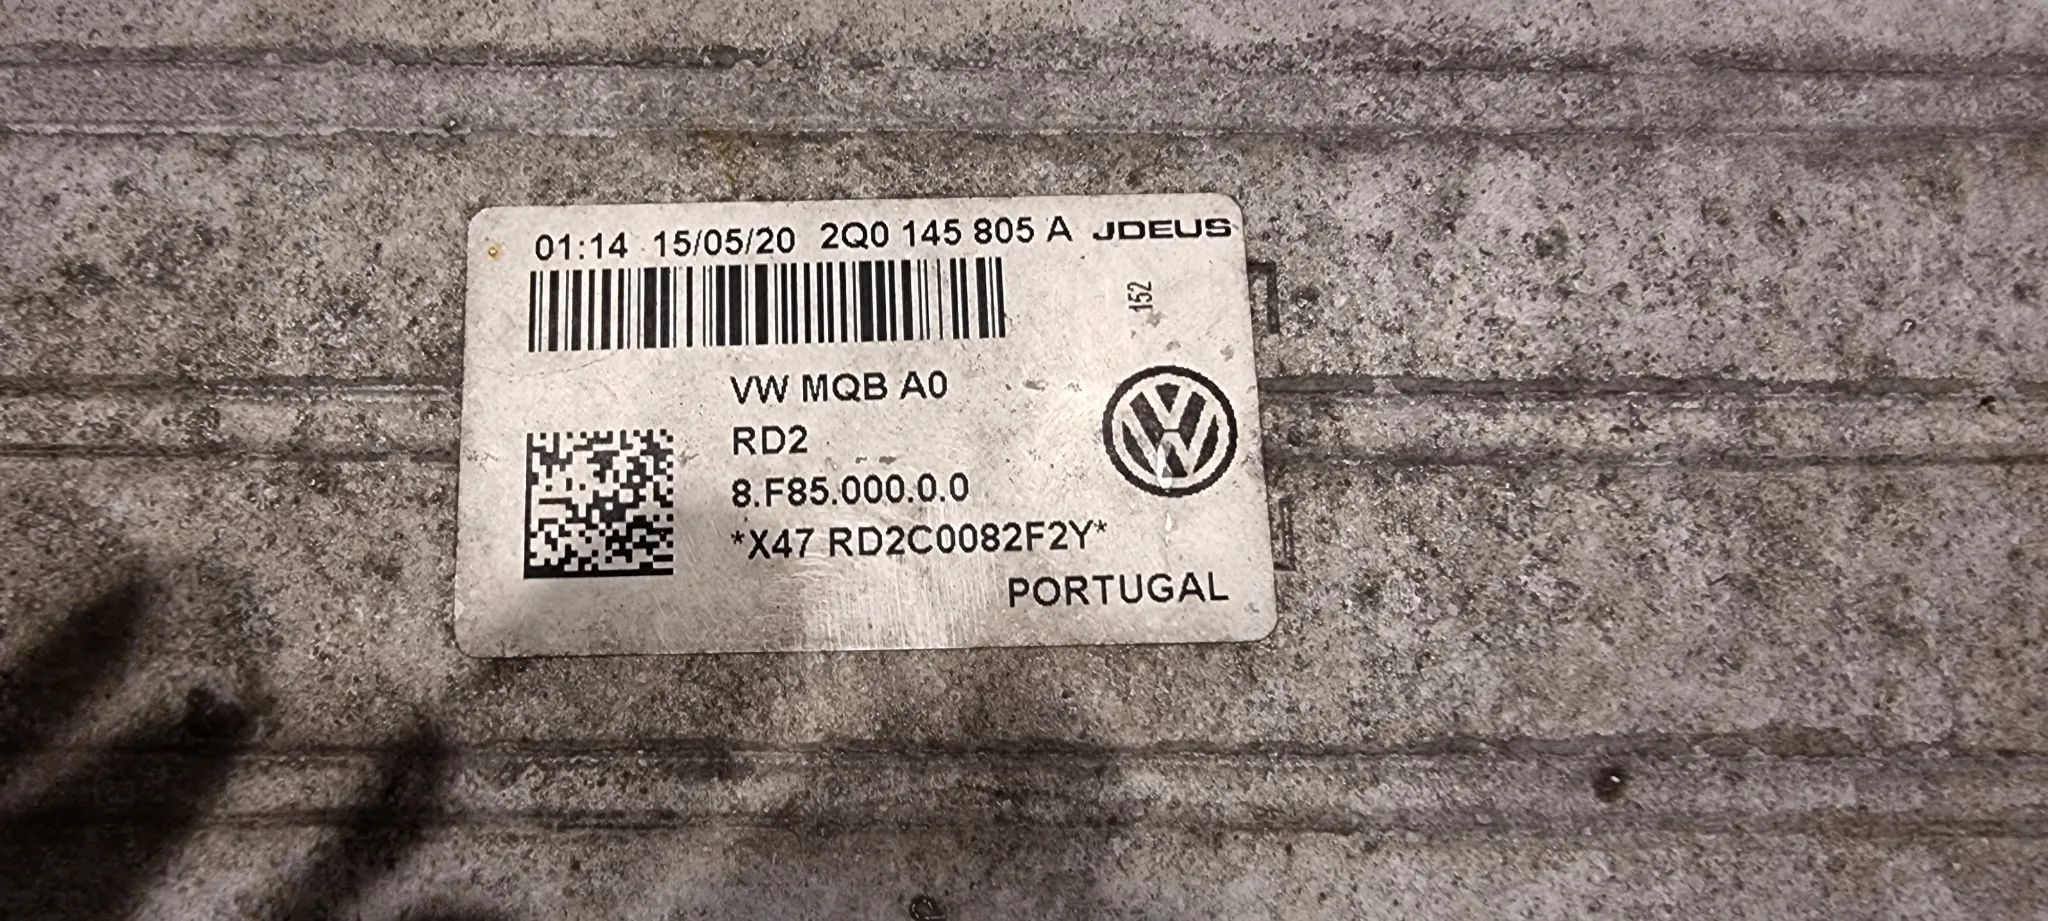 01:14 15/05/20 2Q0 145 805 A JDEUS
152
VW MQB A0
RD2
8.F85.000.0.0
*X47 RD2C0082F2Y*
PORTUGAL